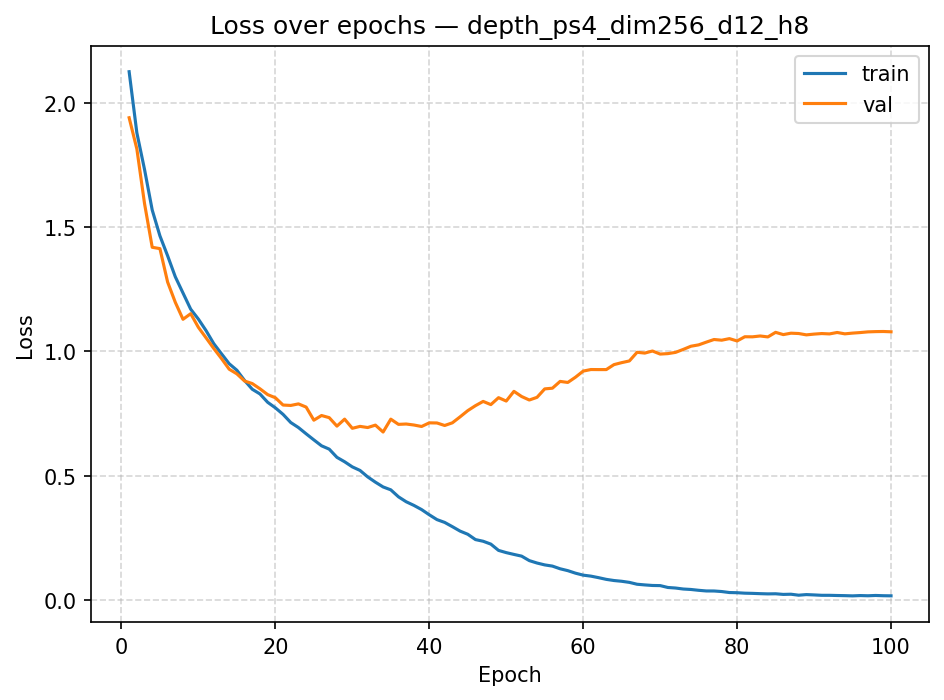 Loss over epochs — depth_ps4_dim256_d12_h8
train
val
2.0
1.5
1.0
0.5
0.0
Loss
0 20 40 60 80 100
Epoch